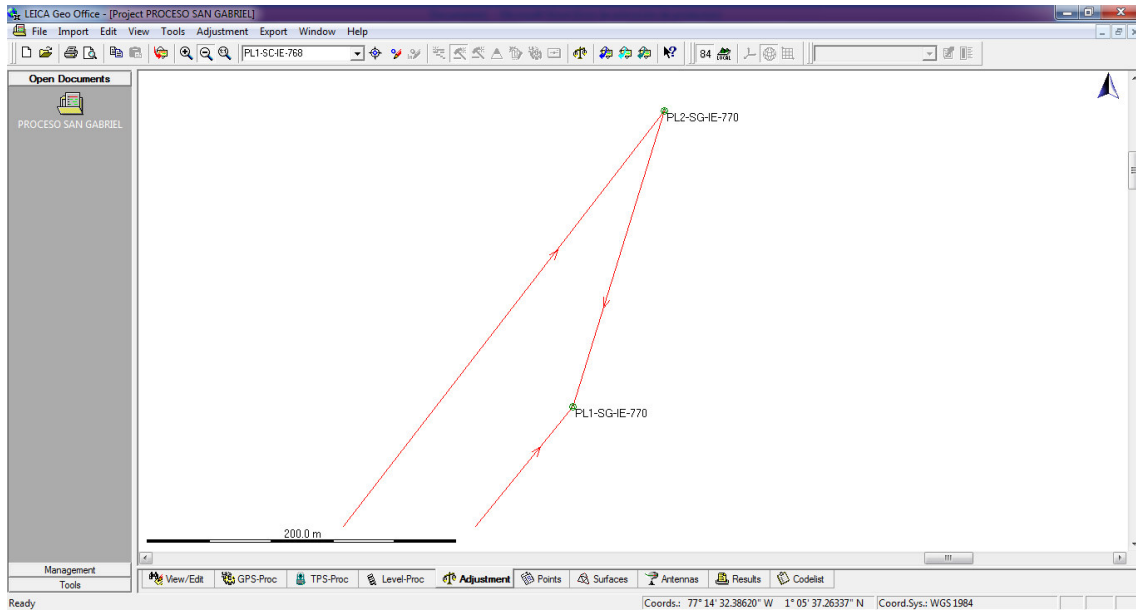 LEICA Geo Office - [Project PROCESO SAN GABRIEL]
File Import Edit View Tools Adjustment Export Window Help
PL1-SC-IE-768
84
LOCAL
Open Documents
PROCESO SAN GABRIEL
PL2-SG-IE-770
PL1-SG-IE-770
200.0 m
Management
Tools
View/Edit GPS-Proc TPS-Proc Level-Proc Adjustment Points Surfaces Antennas Results Codelist
Ready Coords.: 77° 14' 32.38620" W 1° 05' 37.26337" N Coord.Sys.: WGS 1984